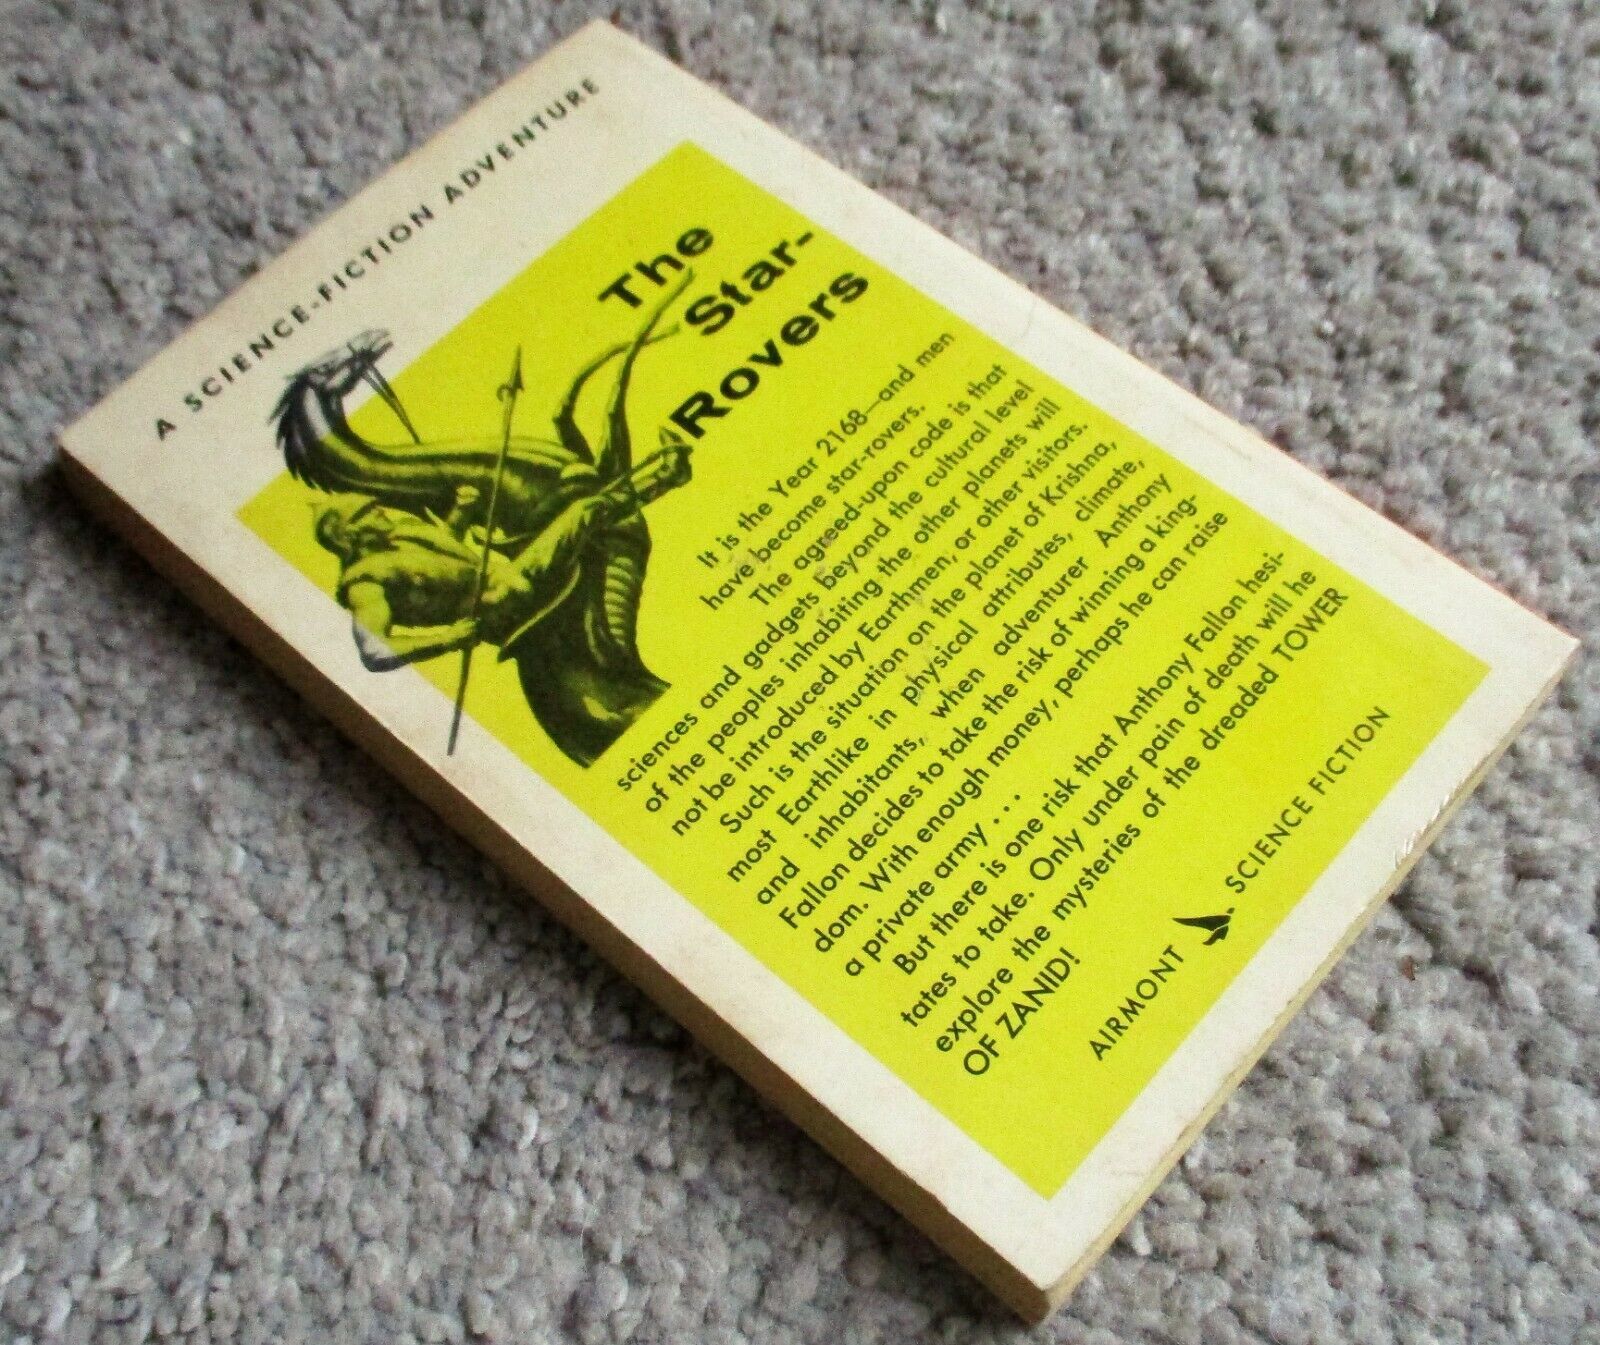 A SCIENCE-FICTION ADVENTURE
The
Star-
Rovers
It is the Year 2168—and men
have become star-rovers.
The agreed-upon code is that
sciences and gadgets beyond the cultural level
of the peoples inhabiting the other planets will
not be introduced by Earthmen, or other visitors.
Such is the situation on the planet of Krishna,
most Earthlike in physical attributes, climate,
and inhabitants, when adventurer Anthony
Fallon decides to take the risk of winning a king-
dom. With enough money, perhaps he can raise
a private army . . . .
But there is one risk that Anthony Fallon hesi-
tates to take. Only under pain of death will he
explore the mysteries of the dreaded TOWER
OF ZANID!
AIRMONT SCIENCE FICTION